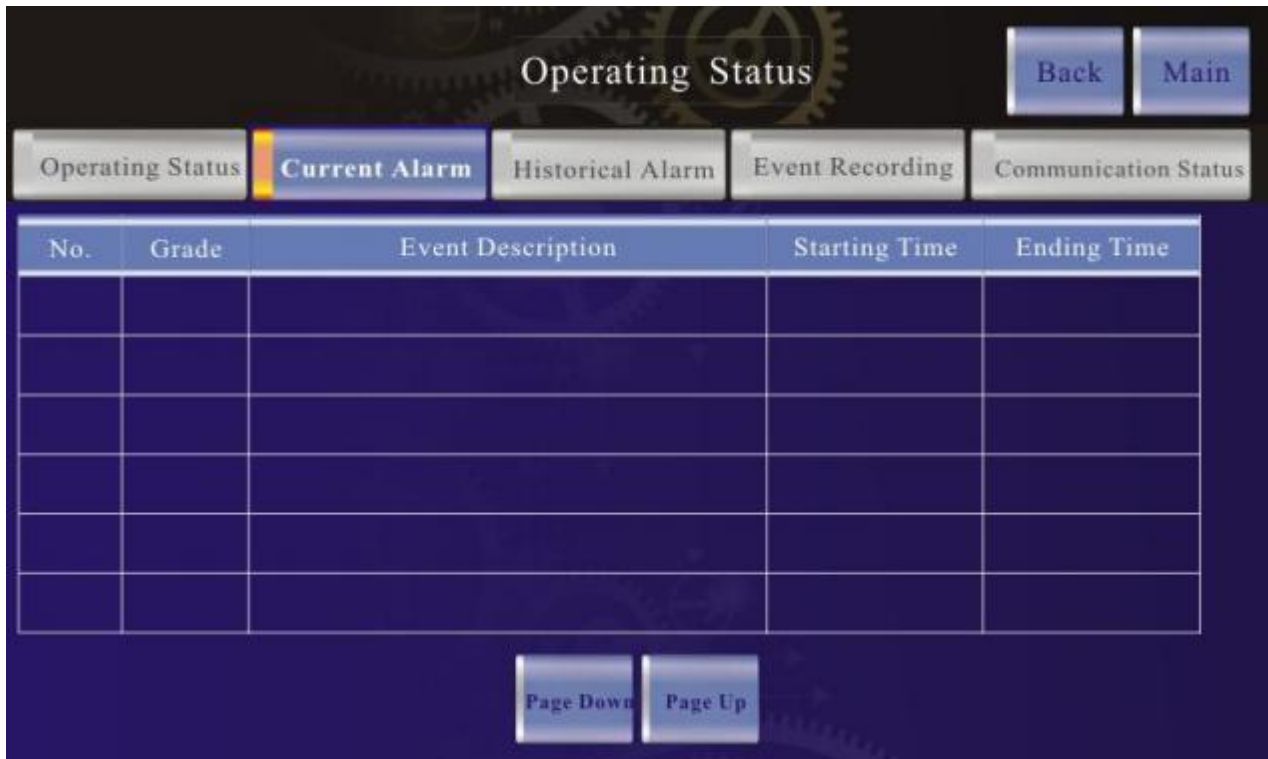 Operating Status
Back Main
Operating Status Current Alarm Historical Alarm Event Recording Communication Status
No. Grade Event Description Starting Time Ending Time
Page Down Page Up